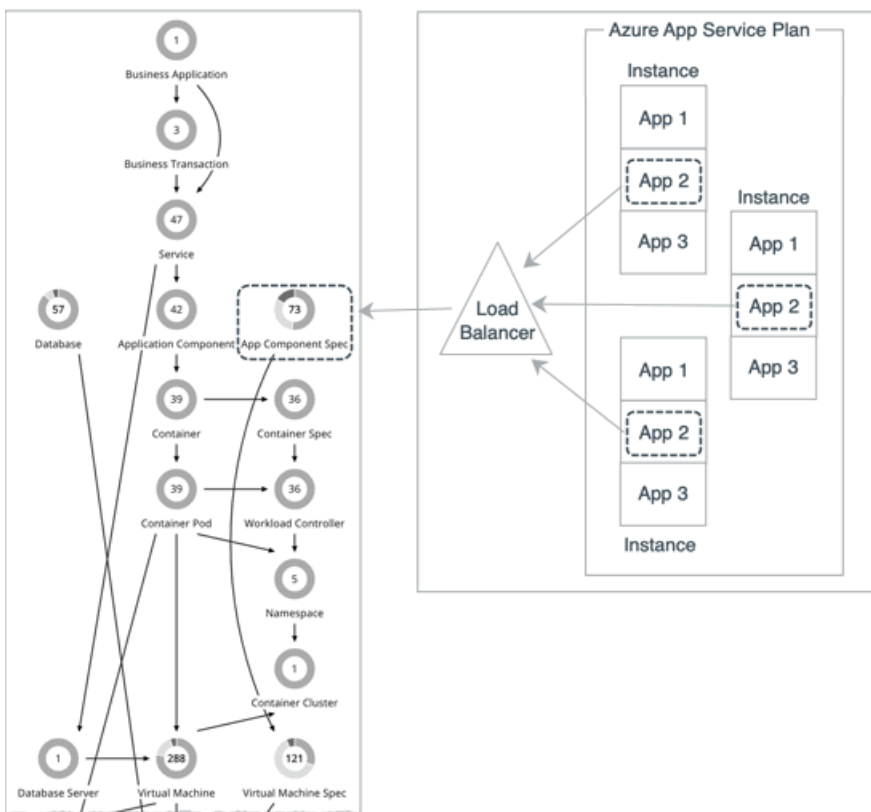 1
Business Application
3
Business Transaction
47
Service
57
Database
42
Application Component
73
App Component Spec
39
Container
36
Container Spec
39
Container Pod
36
Workload Controller
5
Namespace
1
Container Cluster
1
Database Server
288
Virtual Machine
121
Virtual Machine Spec
Azure App Service Plan
Instance
App 1
App 2
App 3
Instance
App 1
App 2
App 3
Load
Balancer
App 1
App 2
App 3
Instance